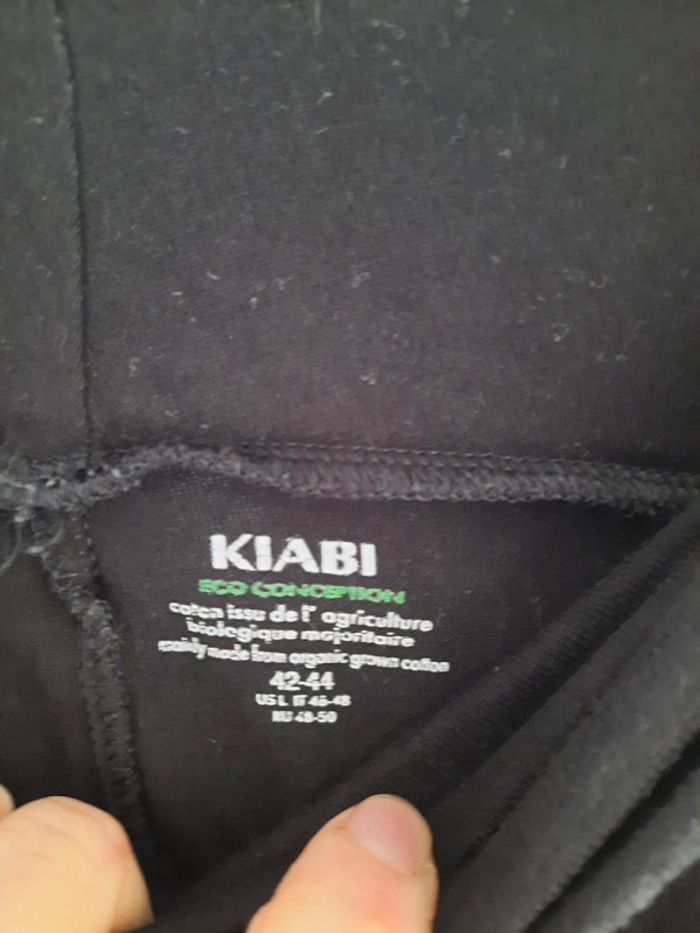 KIABI
ECO CONCEPTION
coton issu de l' agriculture
biologique majoritaire
mainly made from organic grown cotton
42-44
US L IT 46-48
RU 48-50